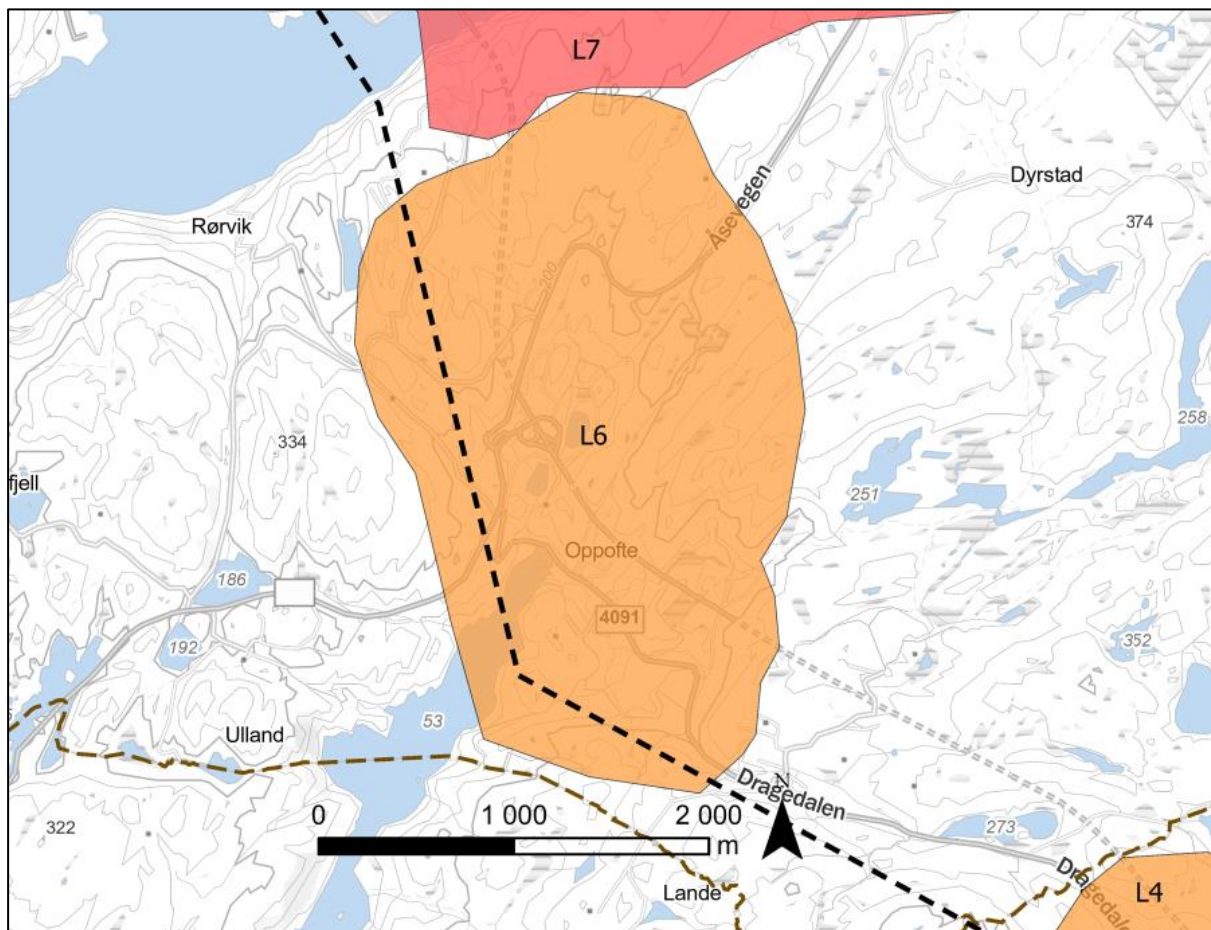 L7
Dyrstad
Åsevegen
374
Rørvik
200
258
334
L6
fjell
251
Oppofte
186
4091
192
352
53
Ulland
N
Dragedalen
0 1 000 2 000
m
273
322
Lande
Dragedale
L4